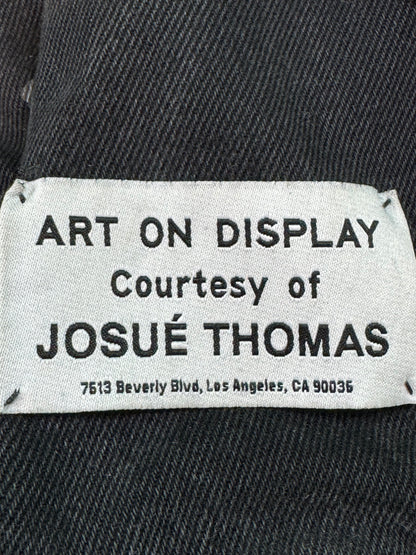 ART ON DISPLAY
Courtesy of
JOSUÉ THOMAS
7613 Beverly Blvd, Los Angeles, CA 90036